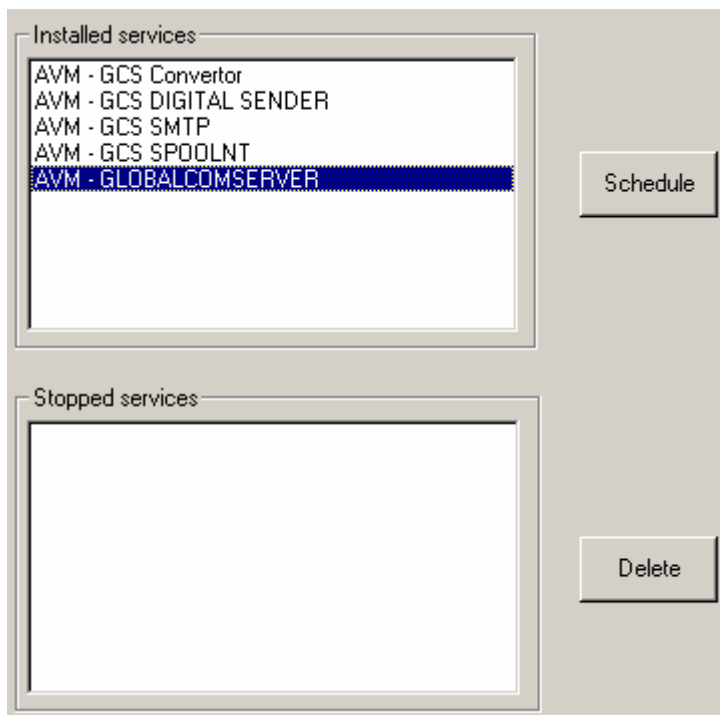 Installed services
AVM - GCS Convertor
AVM - GCS DIGITAL SENDER
AVM - GCS SMTP
AVM - GCS SPOOLNT
AVM - GLOBALCOMSERVER
Schedule
Stopped services
Delete